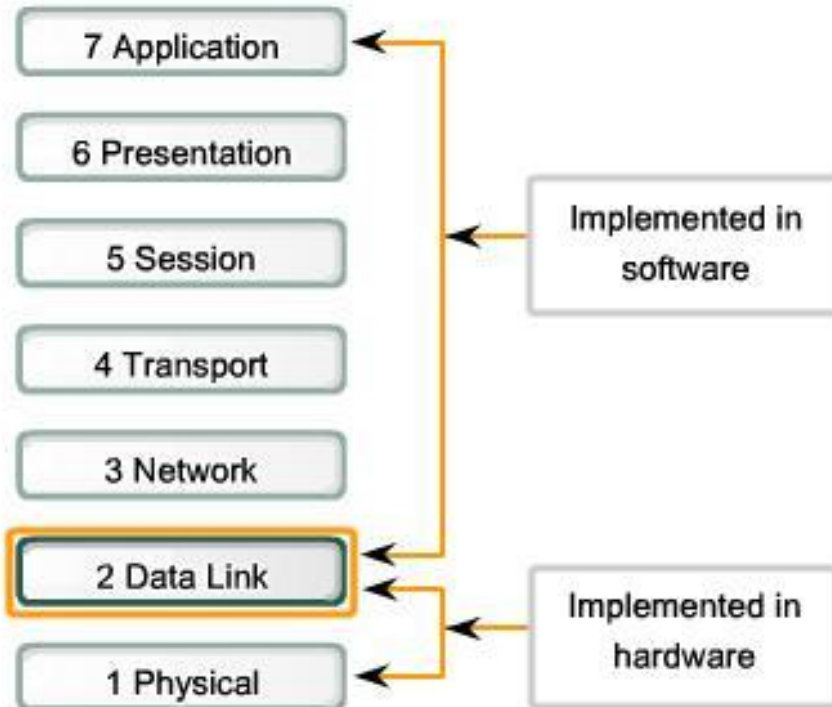 7 Application
6 Presentation
5 Session
4 Transport
3 Network
2 Data Link
1 Physical
Implemented in
software
Implemented in
hardware